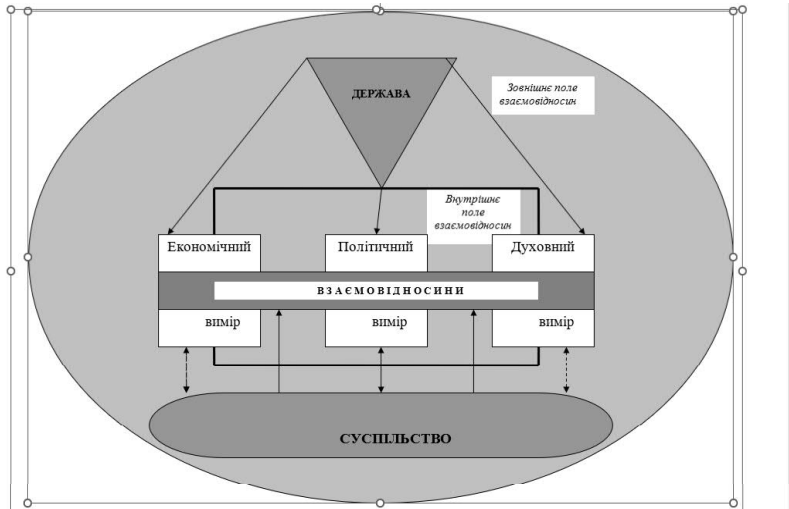 ДЕРЖАВА
Зовнішнє поле
взаємовідносин
Внутрішнє
поле
взаємовідносин
Економічний
Політичний
Духовний
ВЗАЄМОВІДНОСИНИ
вимір
вимір
вимір
СУСПІЛЬСТВО